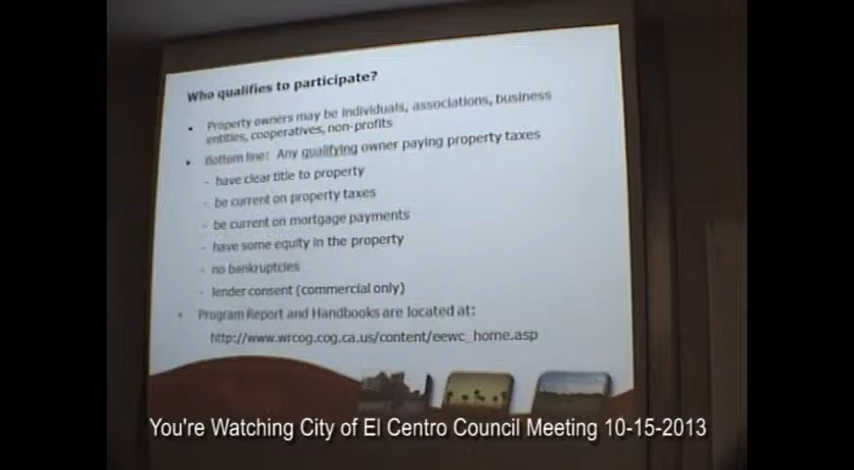 Who qualifies to participate?
• Property owners may be individuals, associations, business
entities, cooperatives, non-profits
• Bottom line: Any qualifying owner paying property taxes
- have clear title to property
- be current on property taxes
- be current on mortgage payments
- have some equity in the property
- no bankruptcies
- lender consent (commercial only)
• Program Report and Handbooks are located at:
http://www.wrcog.cog.ca.us/content/eewc_home.asp
You're Watching City of El Centro Council Meeting 10-15-2013